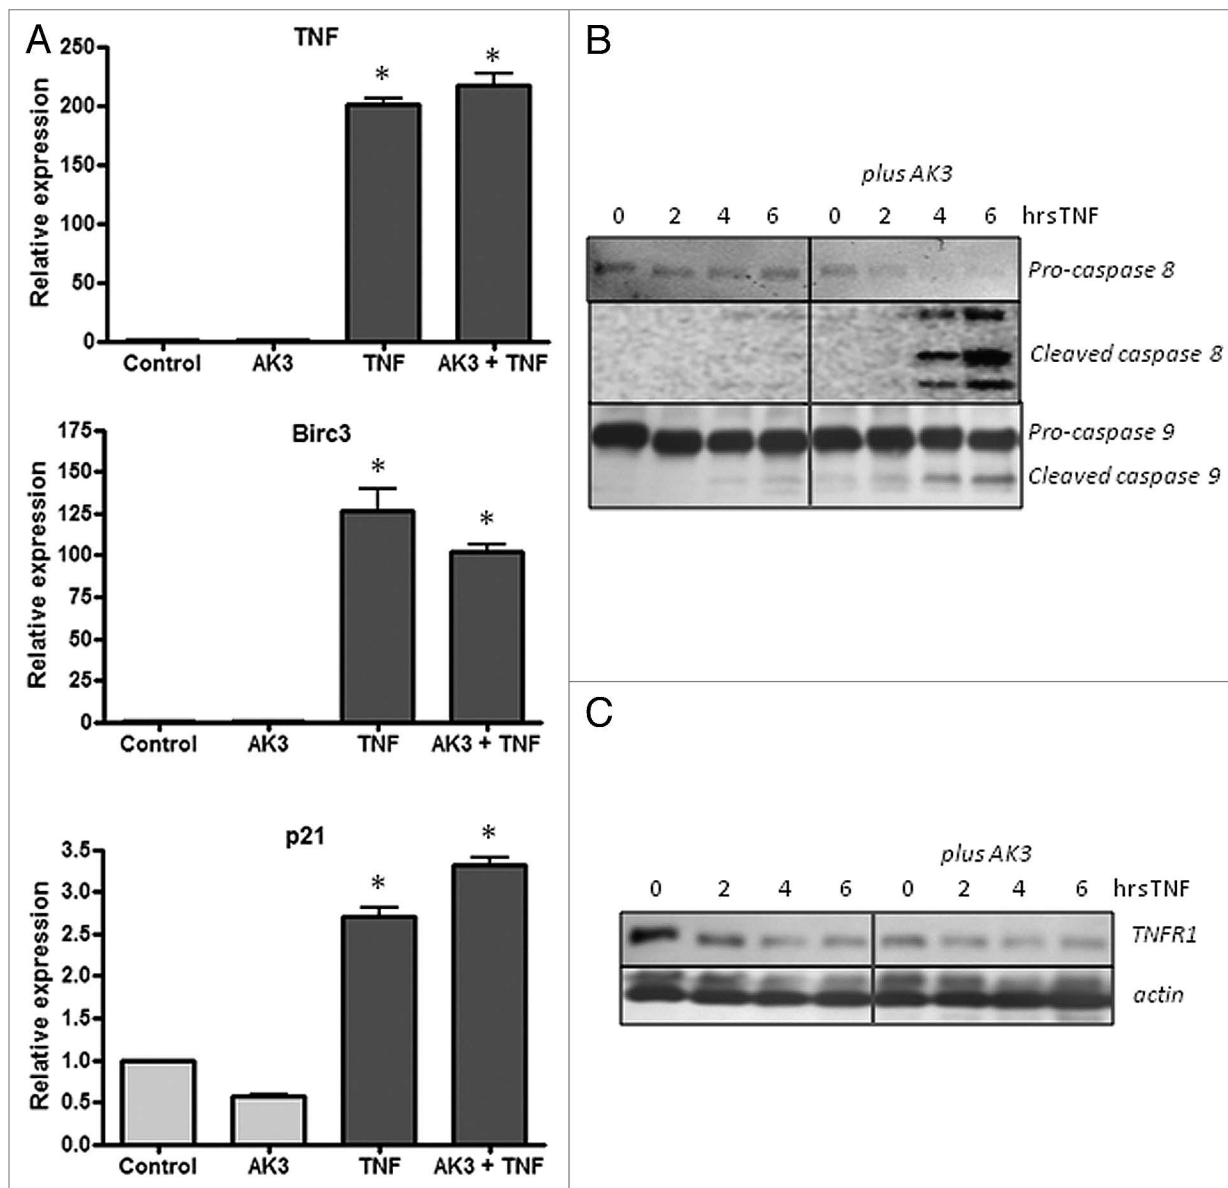 A
TNF
Relative expression
250
200
150
100
50
0
Control AK3 TNF AK3 + TNF
* *
Birc3
Relative expression
175
150
125
100
75
50
25
0
Control AK3 TNF AK3 + TNF
* *
p21
Relative expression
3.5
3.0
2.5
2.0
1.5
1.0
0.5
0.0
Control AK3 TNF AK3 + TNF
* *
B
plus AK3
0 2 4 6 0 2 4 6 hrsTNF
Pro-caspase 8
Cleaved caspase 8
Pro-caspase 9
Cleaved caspase 9
C
plus AK3
0 2 4 6 0 2 4 6 hrsTNF
TNFR1
actin